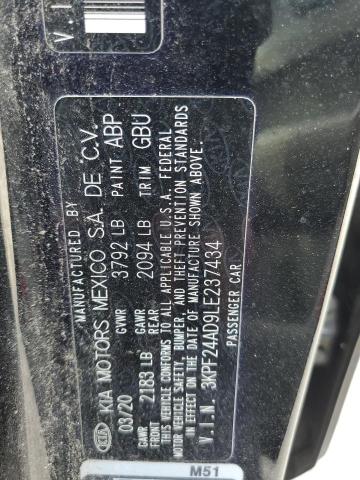 V.I
MANUFACTURED BY
KIA KIA MOTORS MEXICO S.A. DE C.V.
03/20 GVWR 3792 LB PAINT ABP
GAWR FRONT 2183 LB GAWR REAR 2094 LB TRIM GBU
THIS VEHICLE CONFORMS TO ALL APPLICABLE U.S.A. FEDERAL
MOTOR VEHICLE SAFETY, BUMPER, AND THEFT PREVENTION STANDARDS
IN EFFECT ON THE DATE OF MANUFACTURE SHOWN ABOVE.
V.I.N. 3KPF24AD9LE237434
PASSENGER CAR
M51